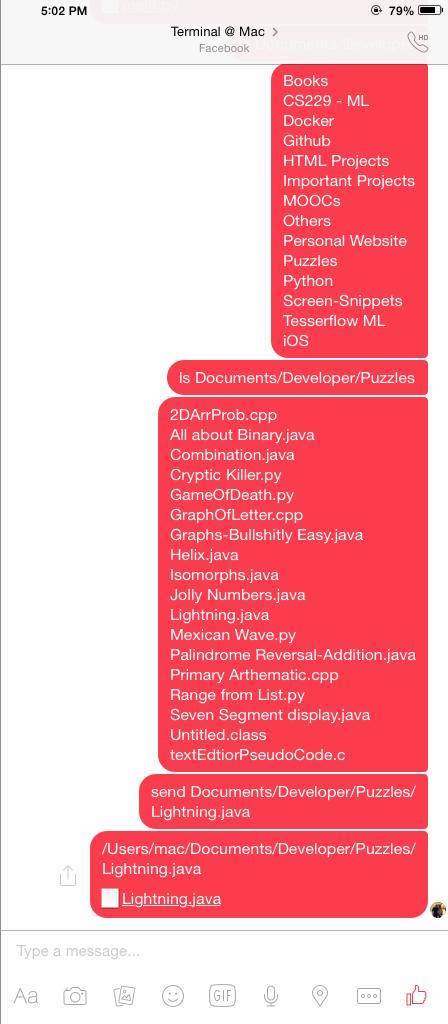 5:02 PM
79%
Terminal @ Mac >
Facebook
HD
Books
CS229 - ML
Docker
Github
HTML Projects
Important Projects
MOOCs
Others
Personal Website
Puzzles
Python
Screen-Snippets
Tesserflow ML
iOS
ls Documents/Developer/Puzzles
2DArrProb.cpp
All about Binary.java
Combination.java
Cryptic Killer.py
GameOfDeath.py
GraphOfLetter.cpp
Graphs-Bullshitly Easy.java
Helix.java
Isomorphs.java
Jolly Numbers.java
Lightning.java
Mexican Wave.py
Palindrome Reversal-Addition.java
Primary Arthematic.cpp
Range from List.py
Seven Segment display.java
Untitled.class
textEdtiorPseudoCode.c
send Documents/Developer/Puzzles/
Lightning.java
/Users/mac/Documents/Developer/Puzzles/
Lightning.java
Lightning.java
Type a message...
Aa
GIF